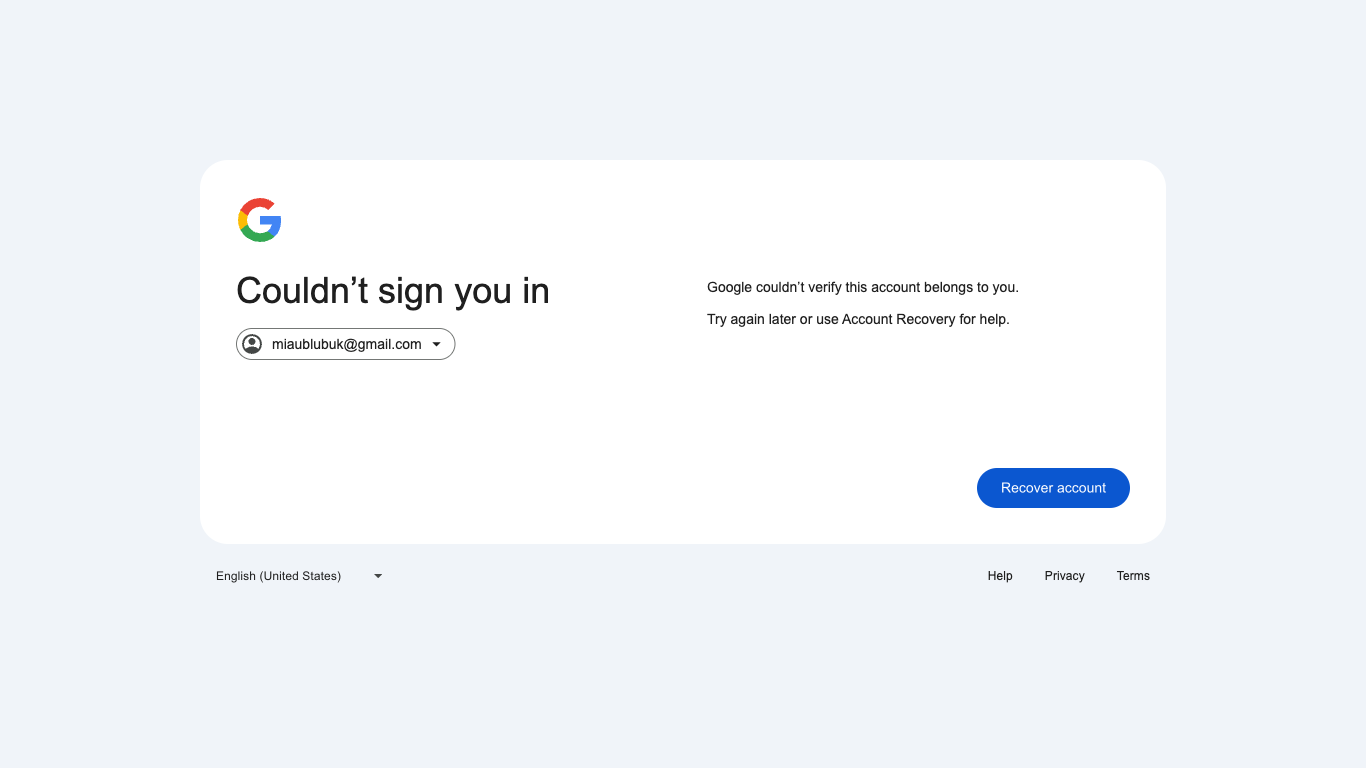 Couldn’t sign you in
miaublubuk@gmail.com
Google couldn’t verify this account belongs to you.
Try again later or use Account Recovery for help.
Recover account
English (United States)
Help
Privacy
Terms